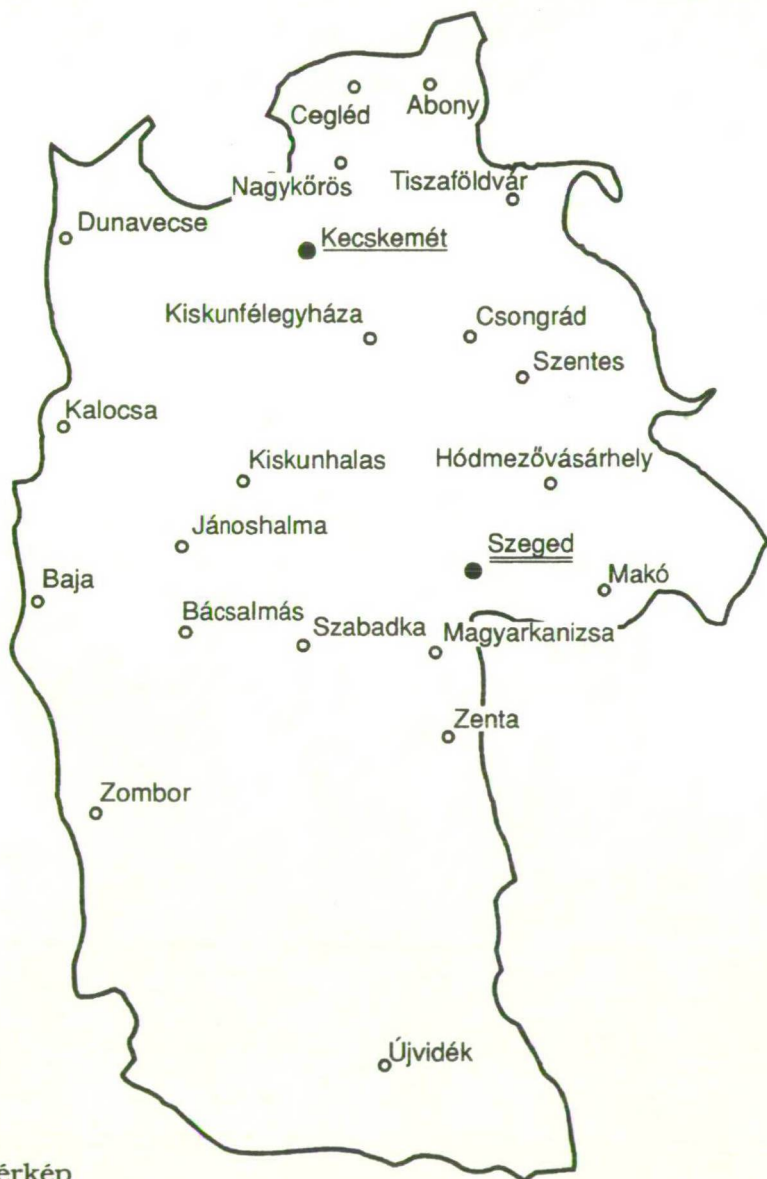 Cegléd
Abony
Nagykőrös
Tiszaföldvár
Dunavecse
Kecskemét
Kiskunfélegyháza
Csongrád
Szentes
Kalocsa
Kiskunhalas
Hódmezővásárhely
Jánoshalma
Szeged
Baja
Makó
Bácsalmás
Szabadka
Magyarkanizsa
Zenta
Zombor
Újvidék
érkép